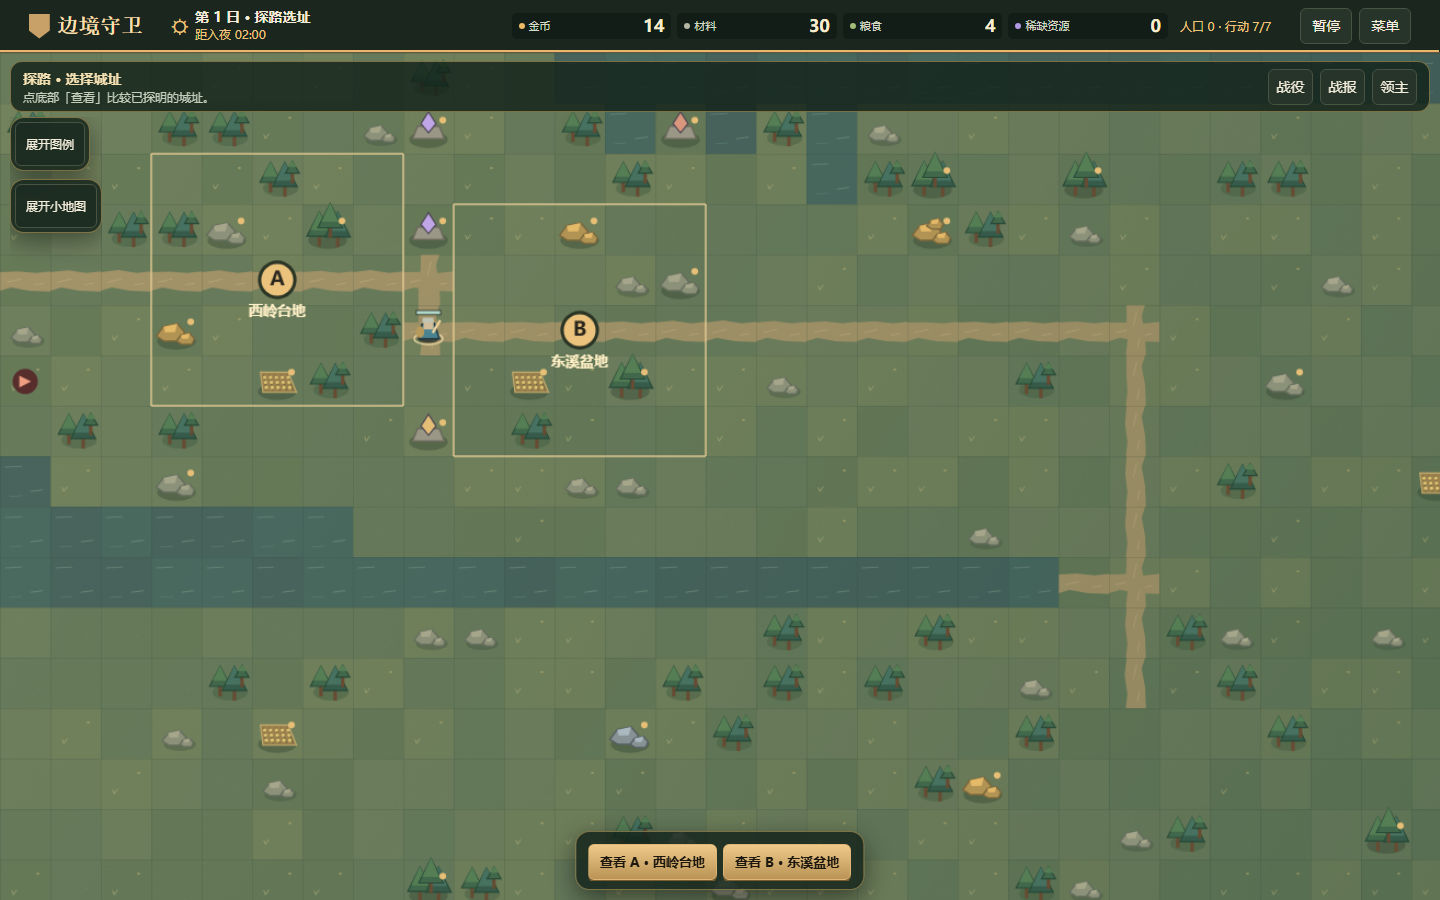 边境守卫
第 1 日 • 探路选址
距入夜 02:00
金币 14
材料 30
粮食 4
稀缺资源 0
人口 0 · 行动 7/7
暂停
菜单
探路 • 选择城址
点底部「查看」比较已探明的城址。
战役
战报
领主
展开图例
展开小地图
A
西岭台地
B
东溪盆地
查看 A • 西岭台地
查看 B • 东溪盆地